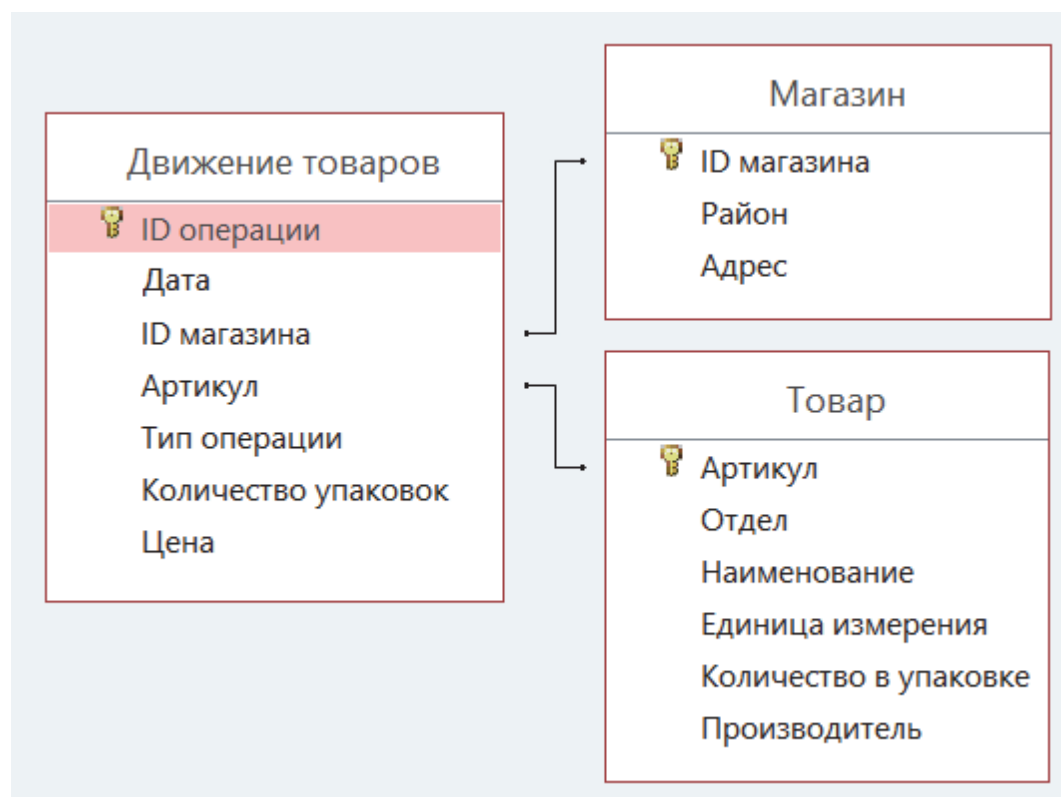 Движение товаров
ID операции
Дата
ID магазина
Артикул
Тип операции
Количество упаковок
Цена
Магазин
ID магазина
Район
Адрес
Товар
Артикул
Отдел
Наименование
Единица измерения
Количество в упаковке
Производитель